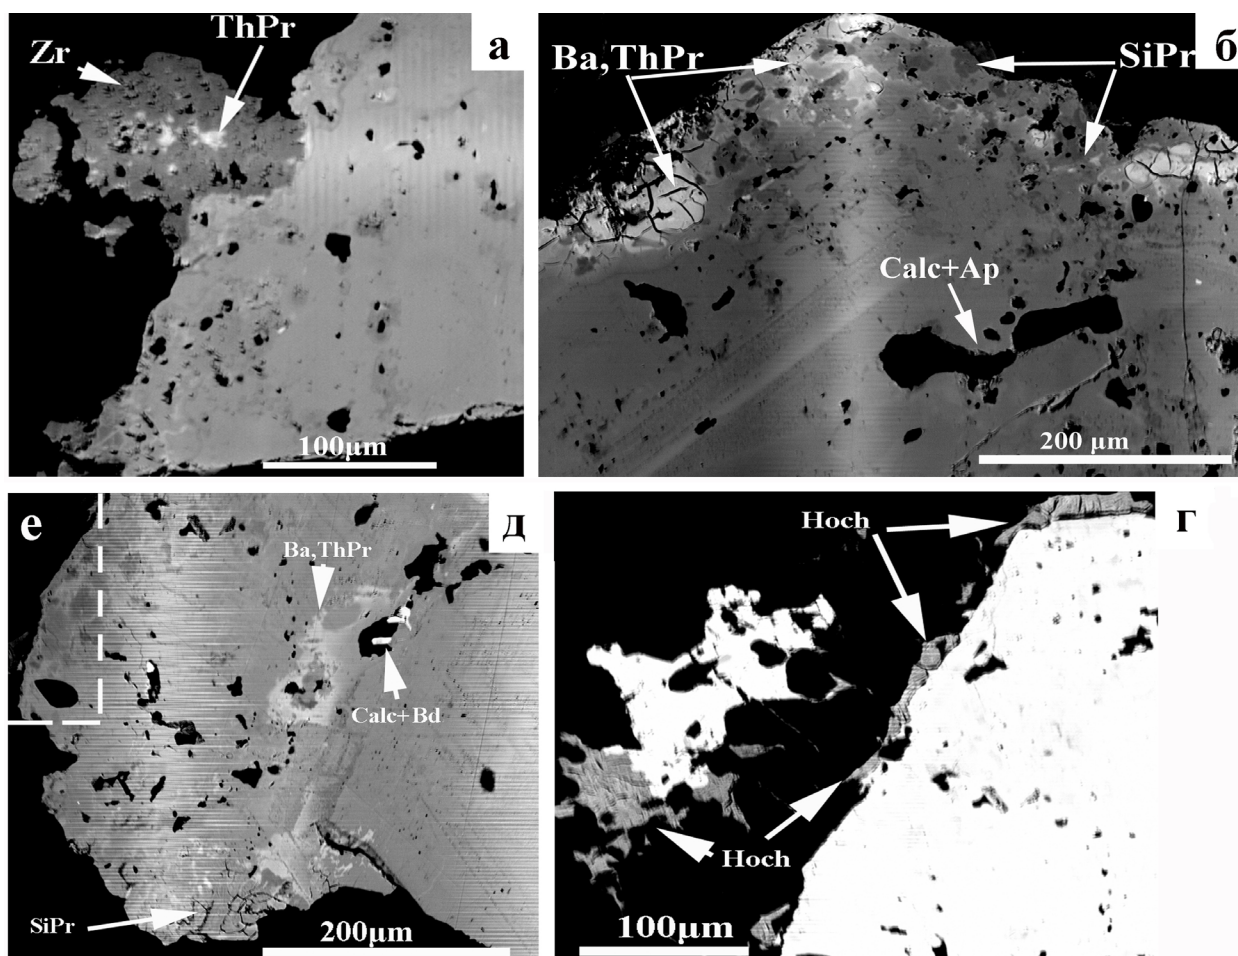 ThPr
Zr
а
100µm
Ba,ThPr
SiPr
б
Calc+Ap
200 µm
е
д
Ba,ThPr
Calc+Bd
SiPr
200µm
Hoch
г
Hoch
100µm